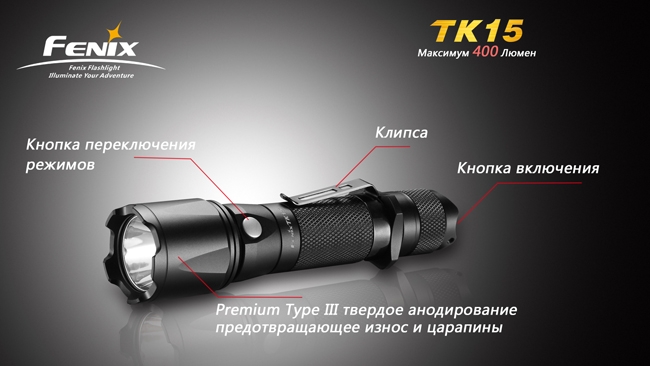 FENIX
Fenix Flashlight
Illuminate Your Adventure
TK15
Максимум 400 Люмен
Кнопка переключения
режимов
Клипса
Кнопка включения
Premium Type III твердое анодирование
предотвращающее износ и царапины